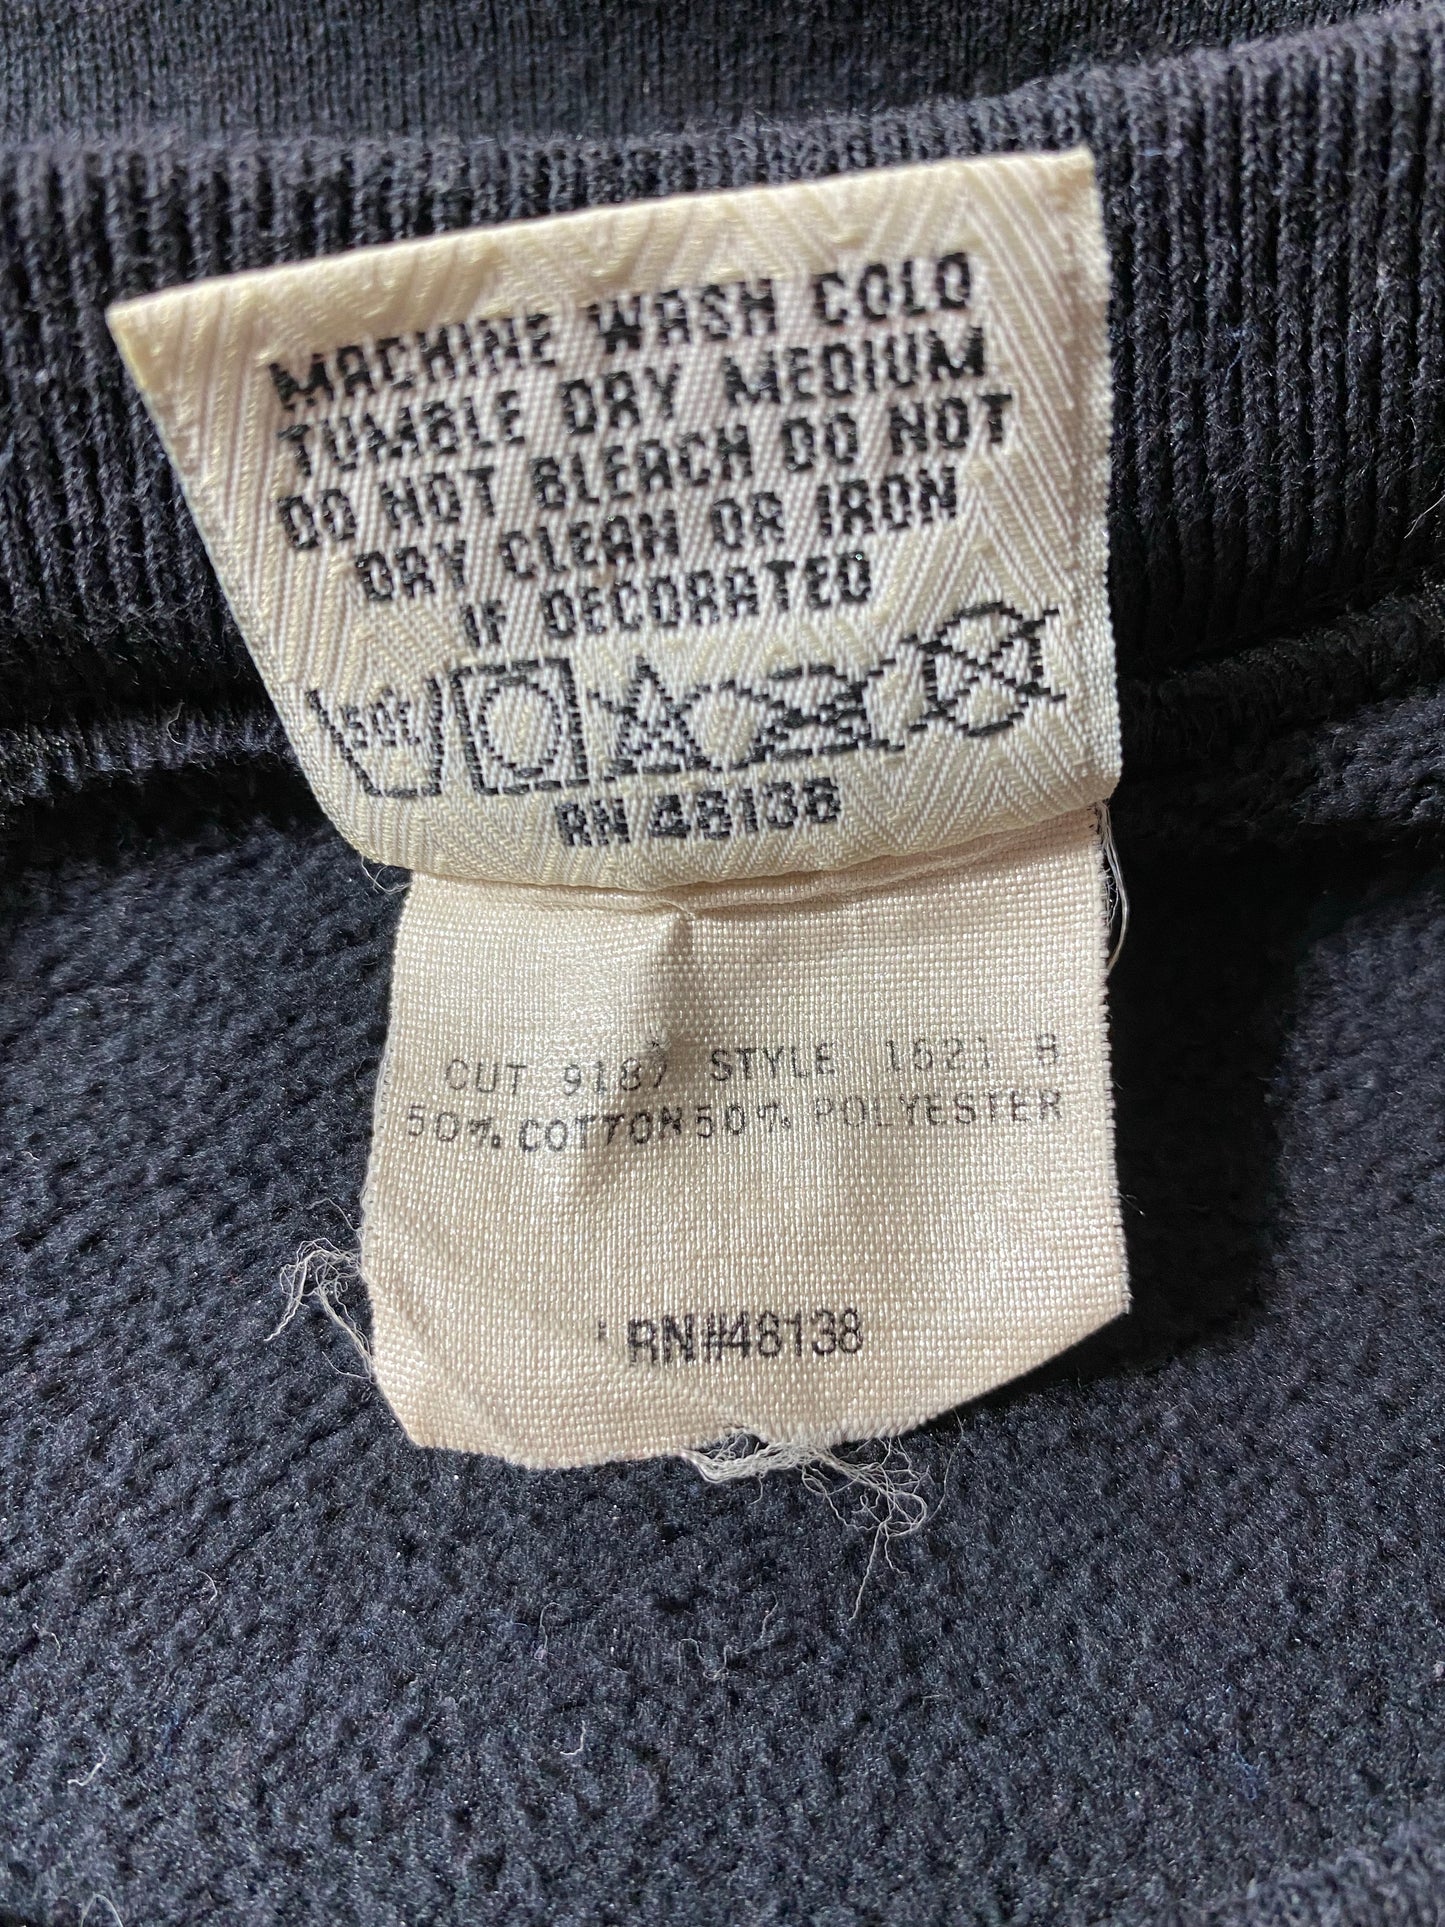 MACHINE WASH COLD
TUMBLE DRY MEDIUM
DO NOT BLEACH DO NOT
DRY CLEAN OR IRON
IF DECORATED
50C
RN 48138
CUT 9187 STYLE 1521 B
50% COTTON 50% POLYESTER
RN#48138